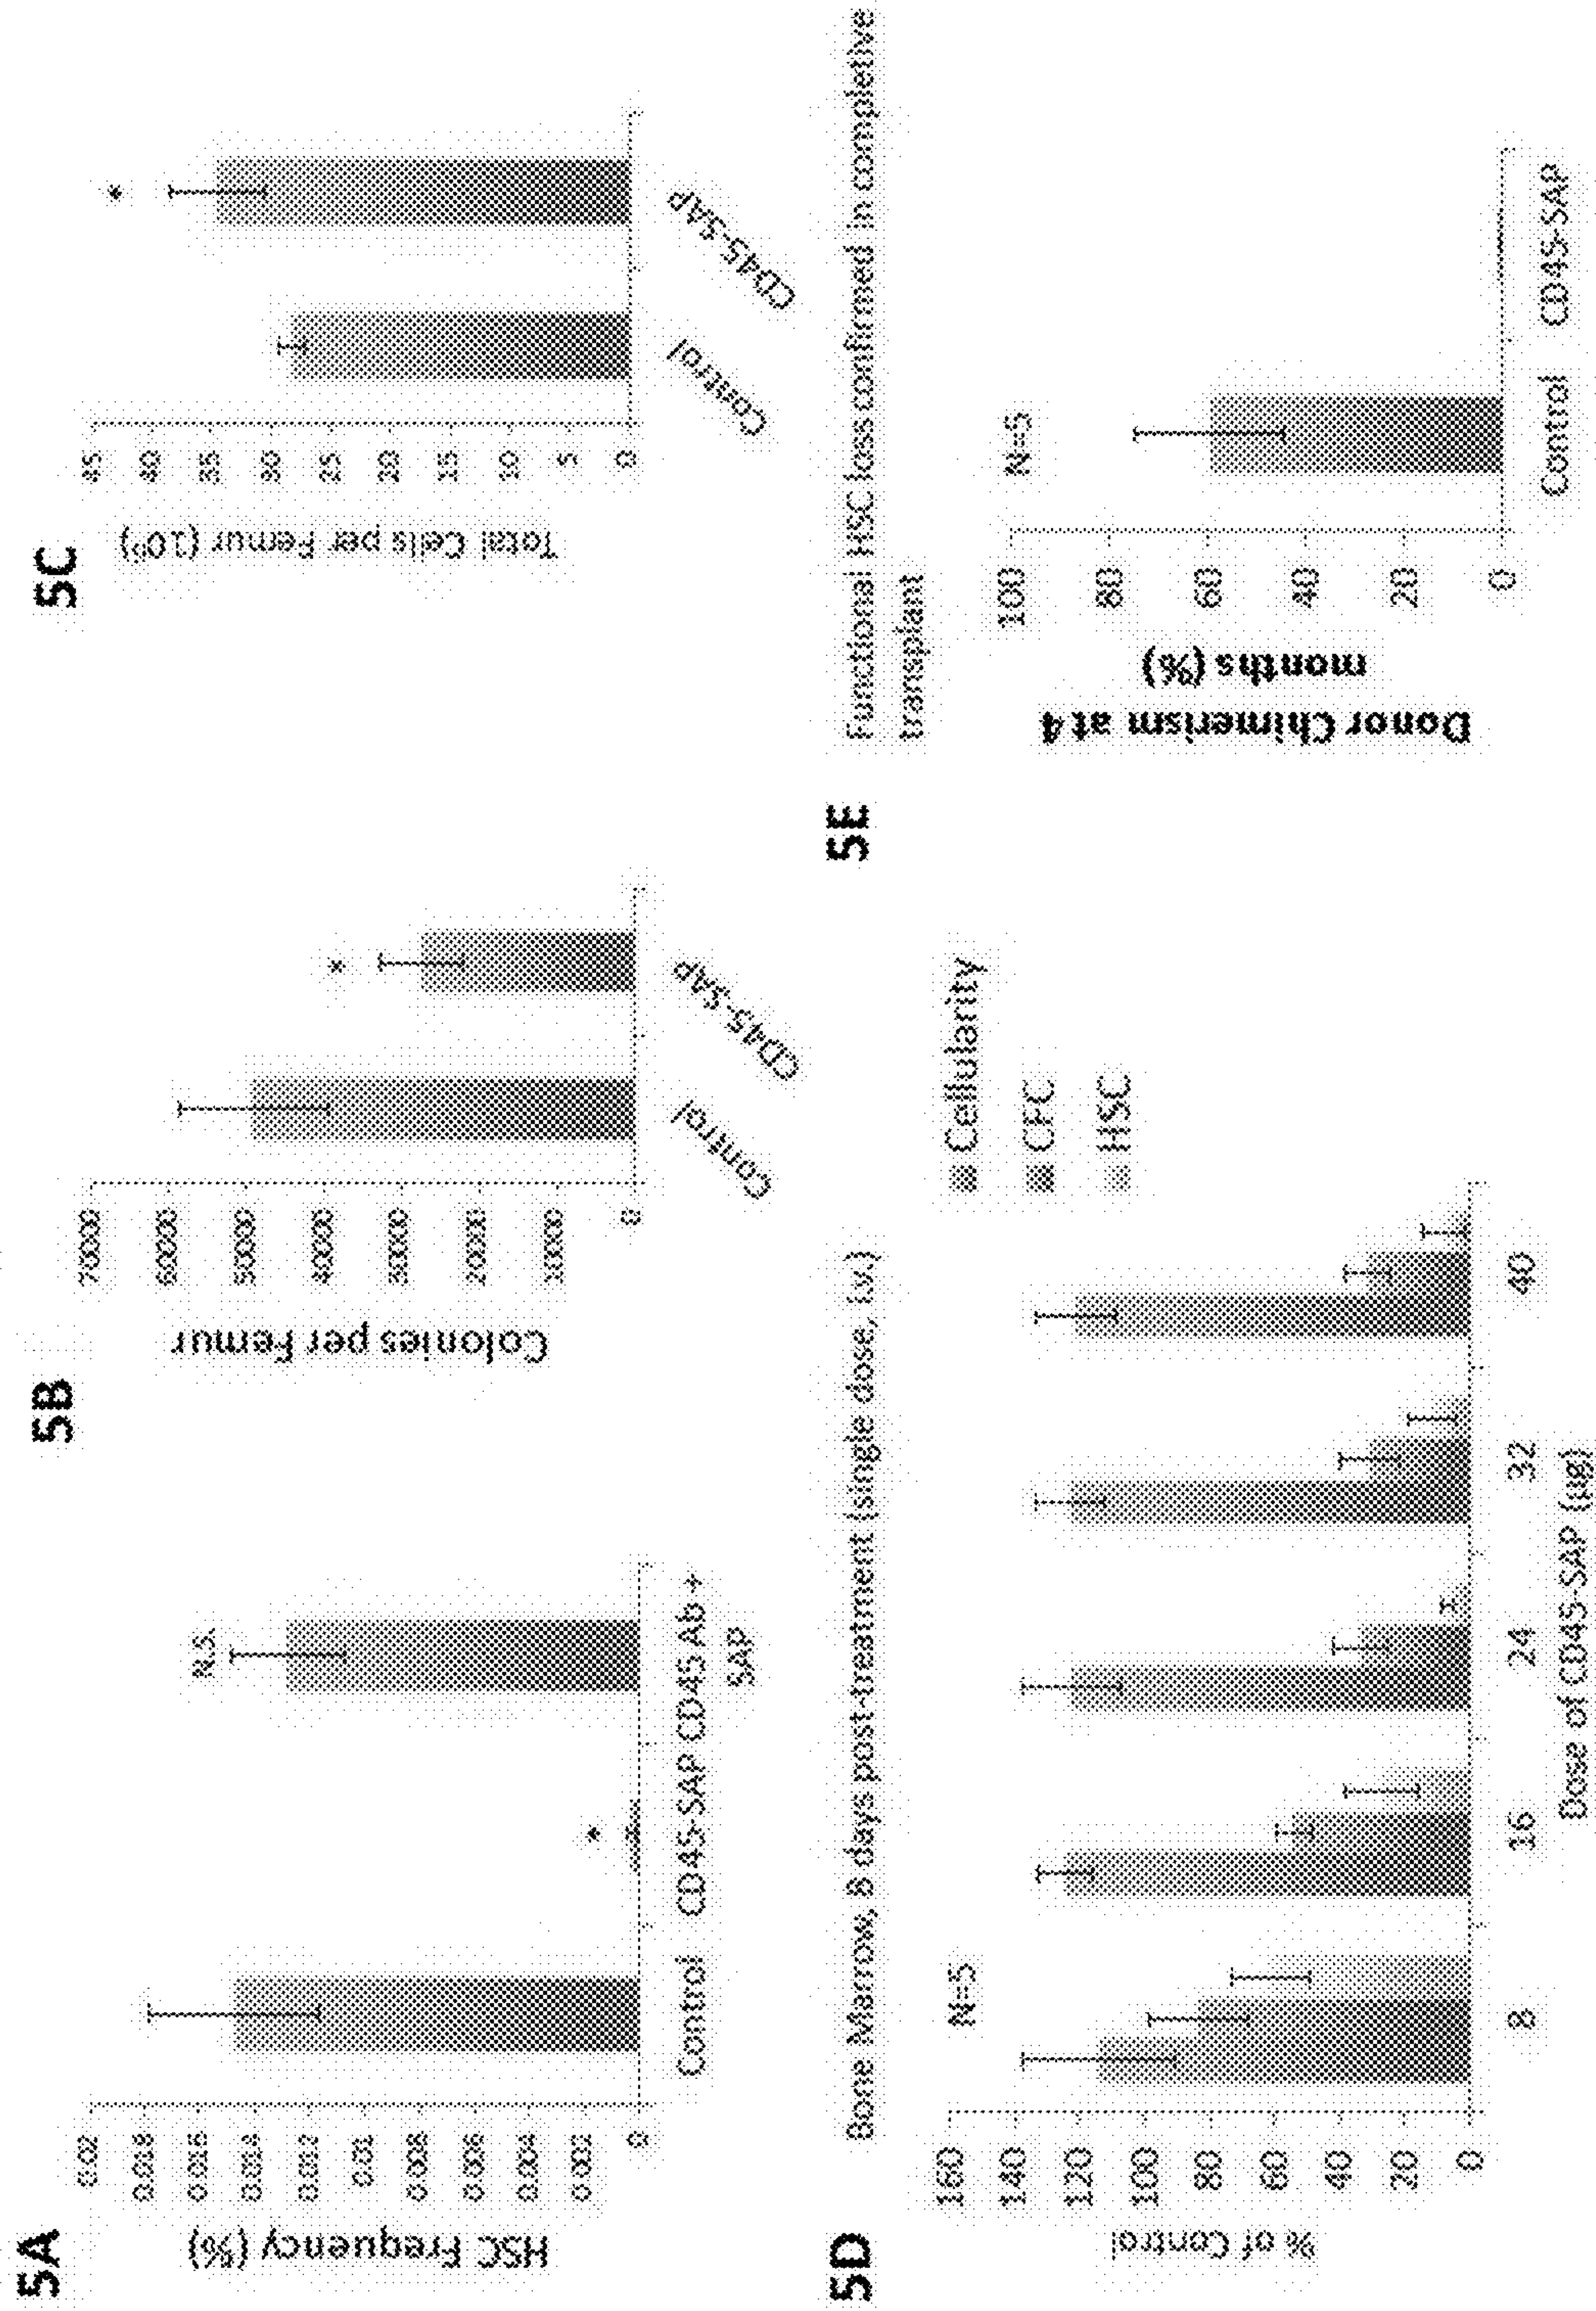 5A
HSC Frequency (%)
0.02
0.018
0.016
0.014
0.012
0.01
0.008
0.006
0.004
0.002
0
N.S.
*
Control
CD45-SAP
CD45 Ab +
SAP
5B
Colonies per Femur
70000
60000
50000
40000
30000
20000
10000
0
*
Control
CD45-SAP
5C
Total Cells per Femur (10⁶)
45
40
35
30
25
20
15
10
5
0
*
Control
CD45-SAP
5D
Bone Marrow, 8 days post-treatment (single dose, i.v.)
% of Control
160
140
120
100
80
60
40
20
0
N=5
Cellularity
CFC
HSC
8
16
24
32
40
Dose of CD45-SAP (µg)
5E
Functional HSC loss confirmed in completive
transplant
Donor Chimerism at 4
months (%)
100
80
60
40
20
0
N=5
Control
CD45-SAP